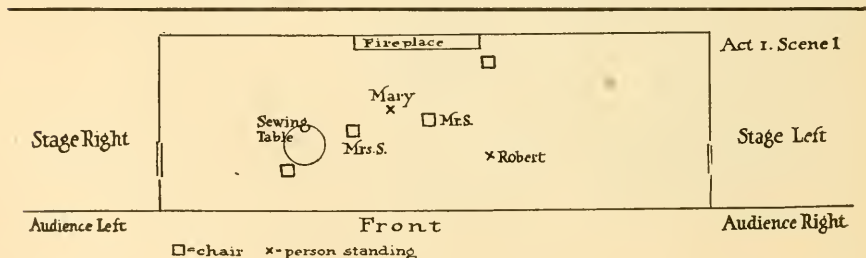 Fireplace
Act 1. Scene 1
Mary
Sewing
Table
Mr.S.
Stage Right
Mrs.S.
Stage Left
Robert
Audience Left
Front
Audience Right
□=chair x=person standing